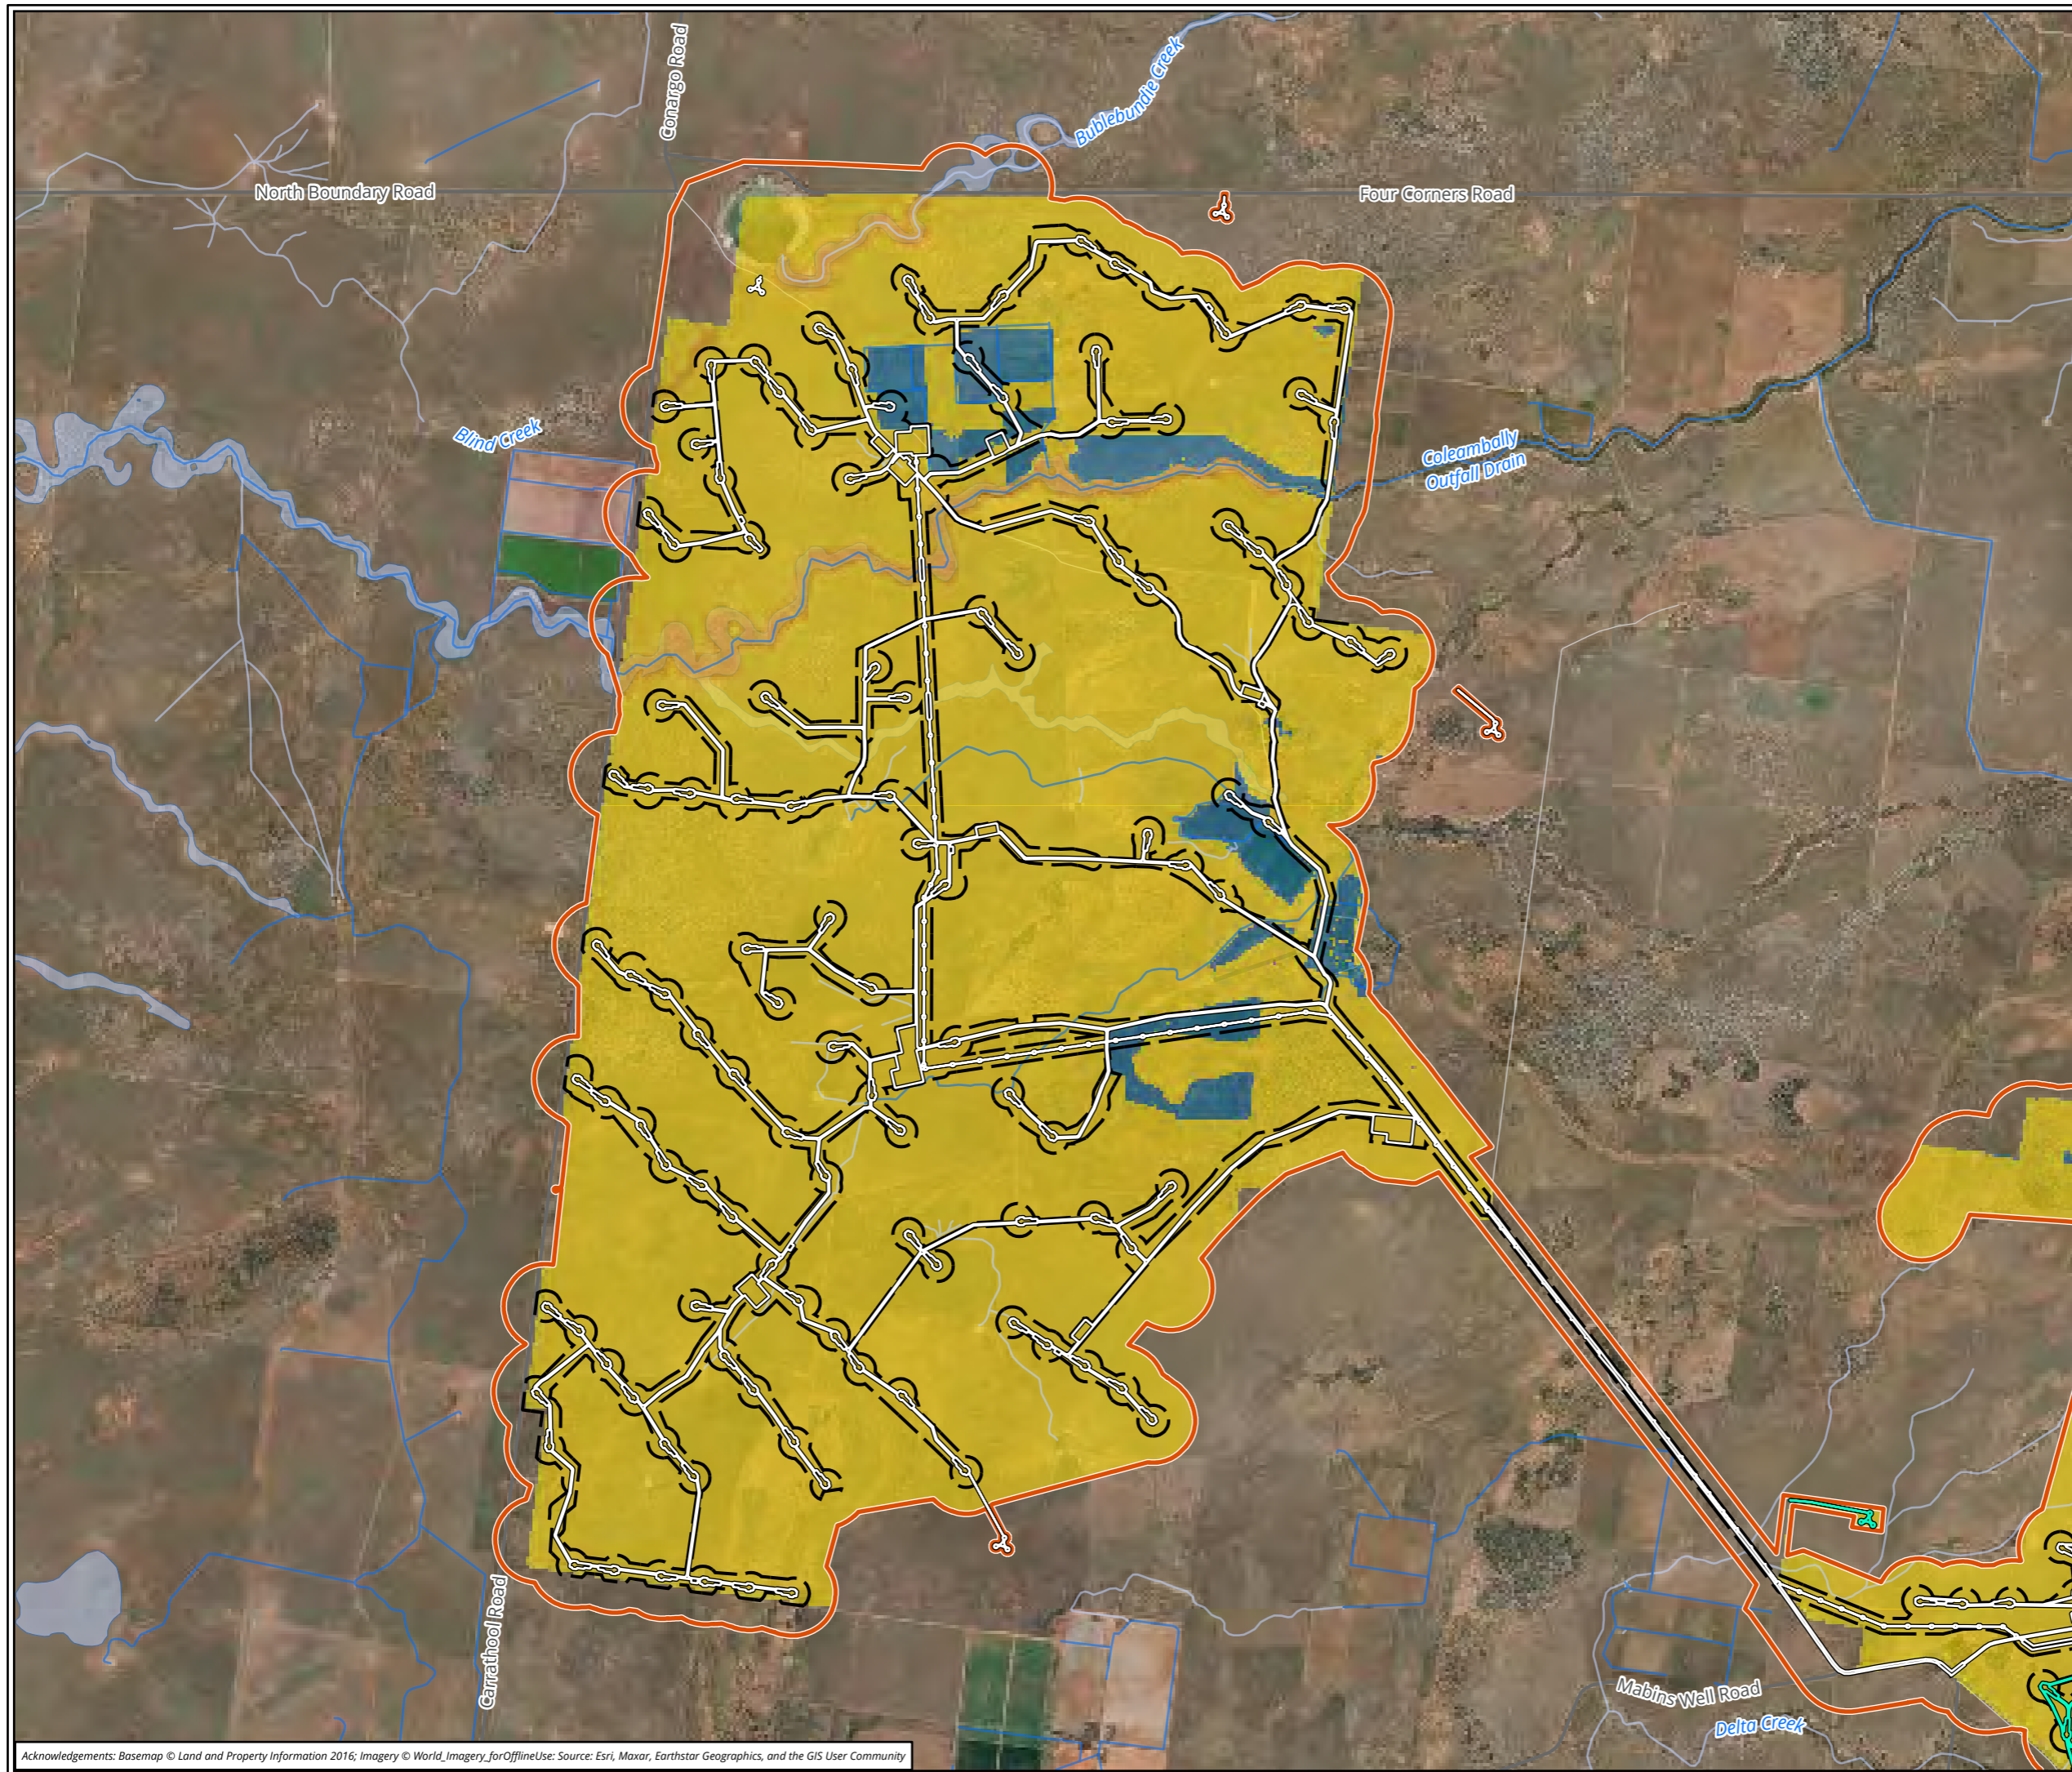 Conargo Road
Bublebundie Creek
North Boundary Road
Four Corners Road
Blind Creek
Coleambally
Outfall Drain
Carrathool Road
Mabins Well Road
Delta Creek
Acknowledgements: Basemap © Land and Property Information 2016; Imagery © World_Imagery_forOfflineUse: Source: Esri, Maxar, Earthstar Geographics, and the GIS User Community